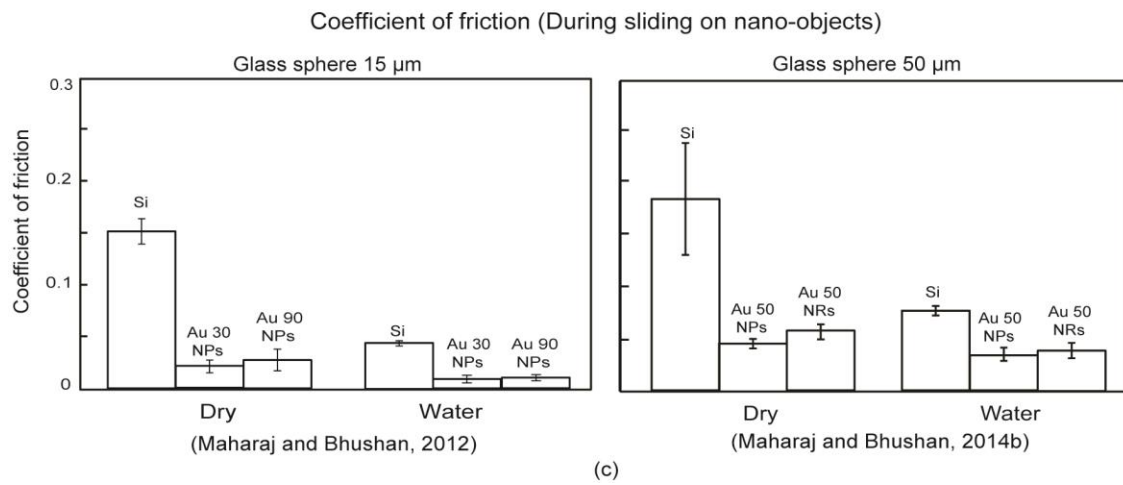 Coefficient of friction (During sliding on nano-objects)
Glass sphere 15 µm
Glass sphere 50 µm
Coefficient of friction
0.3
0.2
0.1
0
Si
Au 30
NPs
Au 90
NPs
Si
Au 30
NPs
Au 90
NPs
Dry
Water
(Maharaj and Bhushan, 2012)
Si
Au 50
NPs
Au 50
NRs
Si
Au 50
NPs
Au 50
NRs
Dry
Water
(Maharaj and Bhushan, 2014b)
(c)